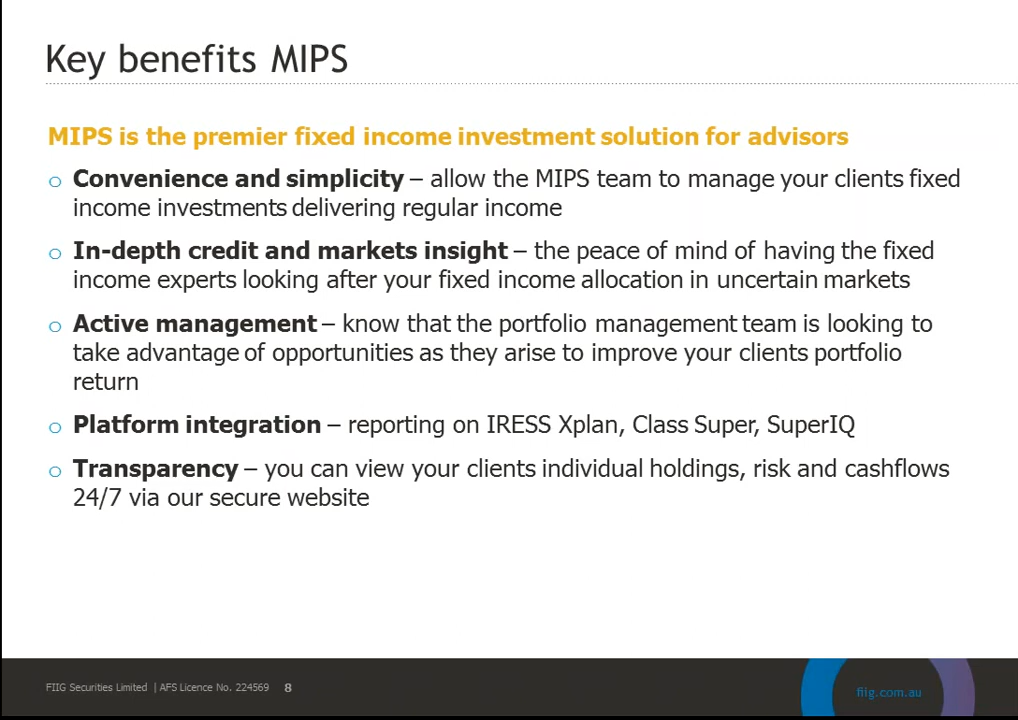 Key benefits MIPS
MIPS is the premier fixed income investment solution for advisors
o Convenience and simplicity – allow the MIPS team to manage your clients fixed
income investments delivering regular income
o In-depth credit and markets insight – the peace of mind of having the fixed
income experts looking after your fixed income allocation in uncertain markets
o Active management – know that the portfolio management team is looking to
take advantage of opportunities as they arise to improve your clients portfolio
return
o Platform integration – reporting on IRESS Xplan, Class Super, SuperIQ
o Transparency – you can view your clients individual holdings, risk and cashflows
24/7 via our secure website
FIIG Securities Limited | AFS Licence No. 224569 8
fiig.com.au